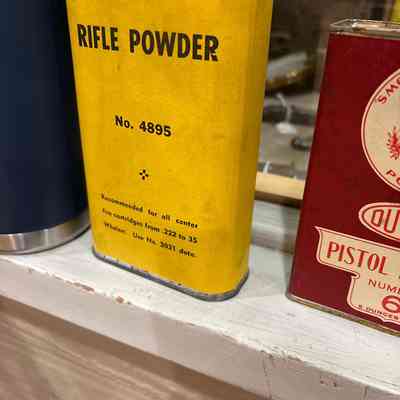 RIFLE POWDER
No. 4895
Recommended for all center
fire cartridges from .222 to 35
Whelen. Use No. 3031 data.
PISTOL
NUM
6